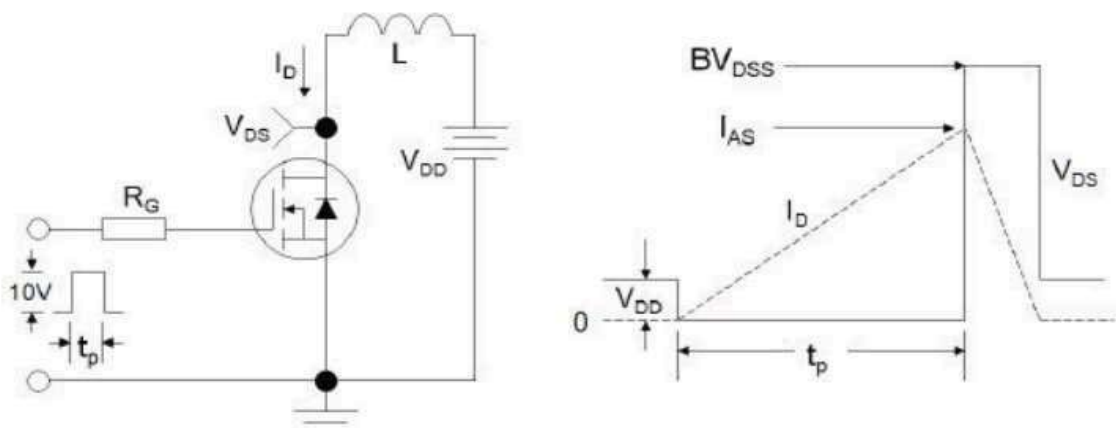 I_D
L
V_DS
V_DD
R_G
10V
t_p
BV_DSS
I_AS
V_DS
I_D
V_DD
0
t_p